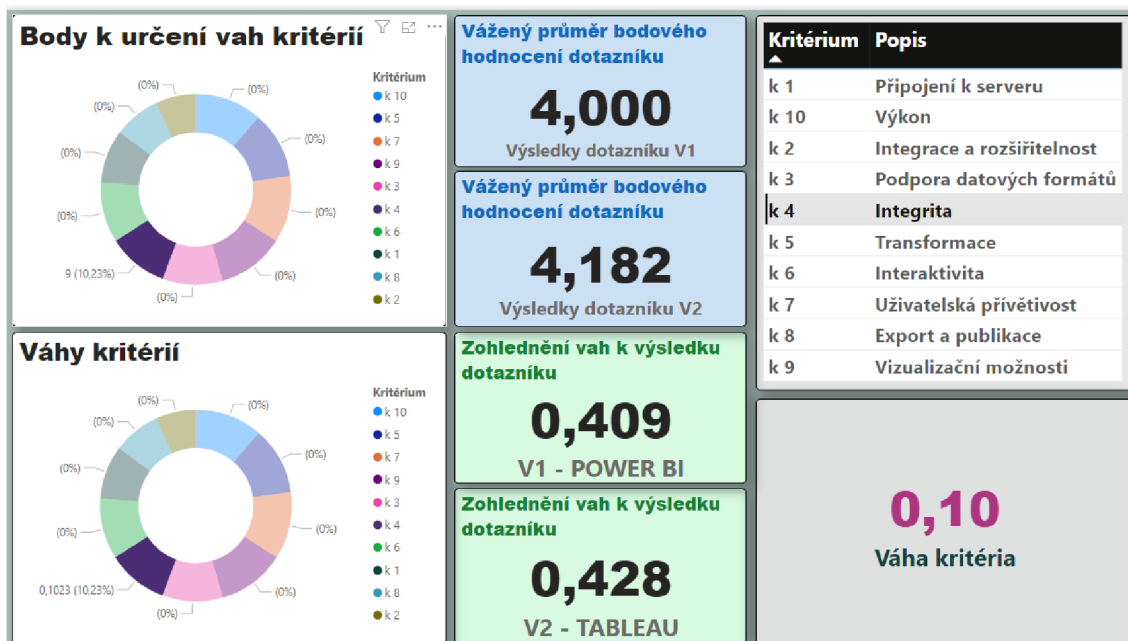 Body k určení vah kritérií
(0%)
(0%)
(0%)
(0%)
(0%)
9 (10,23%)
(0%)
(0%)
(0%)
(0%)
Kritérium
k 10
k 5
k 7
k 9
k 3
k 4
k 6
k 1
k 8
k 2
Váhy kritérií
(0%)
(0%)
(0%)
(0%)
(0%)
0,1023 (10,23%)
(0%)
(0%)
(0%)
(0%)
Kritérium
k 10
k 5
k 7
k 9
k 3
k 4
k 6
k 1
k 8
k 2
Vážený průměr bodového
hodnocení dotazníku
4,000
Výsledky dotazníku V1
Vážený průměr bodového
hodnocení dotazníku
4,182
Výsledky dotazníku V2
Zohlednění vah k výsledku
dotazníku
0,409
V1 - POWER BI
Zohlednění vah k výsledku
dotazníku
0,428
V2 - TABLEAU
Kritérium Popis
k 1 Připojení k serveru
k 10 Výkon
k 2 Integrace a rozšiřitelnost
k 3 Podpora datových formátů
k 4 Integrita
k 5 Transformace
k 6 Interaktivita
k 7 Uživatelská přívětivost
k 8 Export a publikace
k 9 Vizualizační možnosti
0,10
Váha kritéria